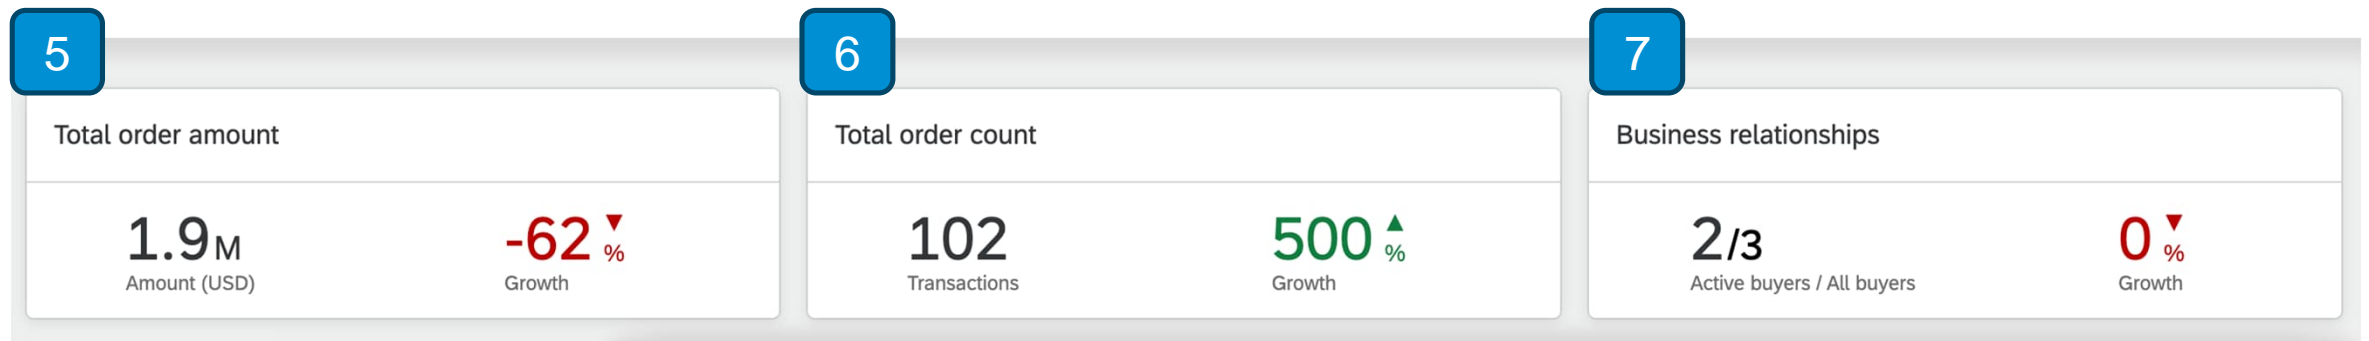 5
6
7
Total order amount
Total order count
Business relationships
1.9 M
-62 ▼ %
102
500 ▲ %
2/3
0 ▼ %
Amount (USD)
Growth
Transactions
Growth
Active buyers / All buyers
Growth